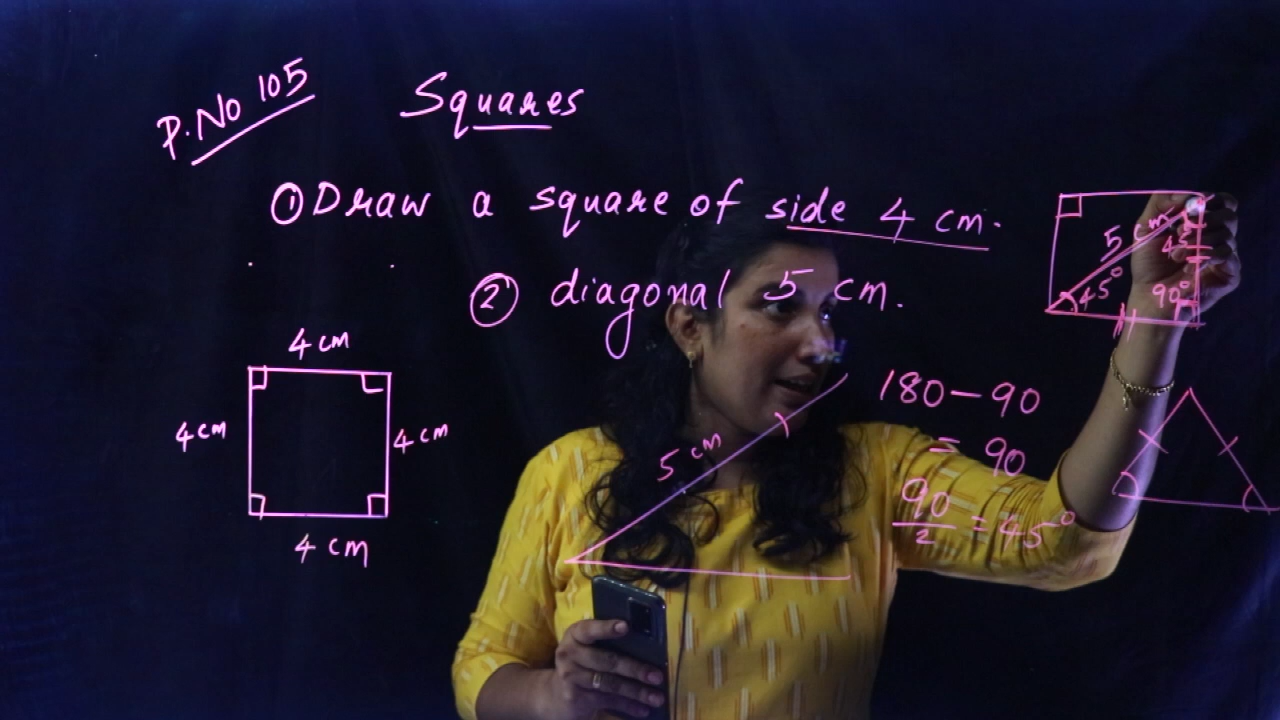 P.No 105
Squares
① Draw a square of side 4 cm.
② diagonal 5 cm.
4 cm
4 cm
4 cm
4 cm
5 cm
180 - 90
= 90
90/2 = 45°
5 cm
45°
45°
90°